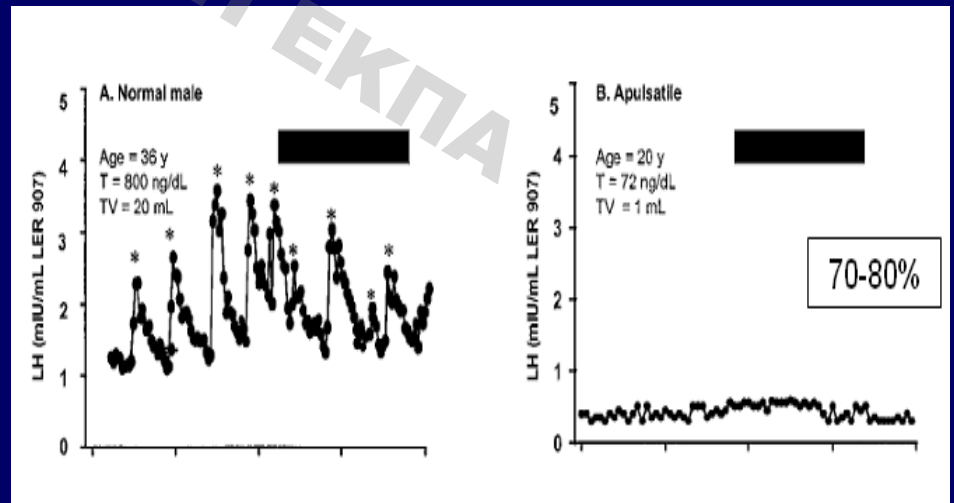 ΕΚΠΑ
A. Normal male
Age = 36 y
T = 800 ng/dL
TV = 20 mL
LH (mIU/mL LER 907)
5
4
3
2
1
0
B. Apulsatile
Age = 20 y
T = 72 ng/dL
TV = 1 mL
70-80%
LH (mIU/mL LER 907)
5
4
3
2
1
0